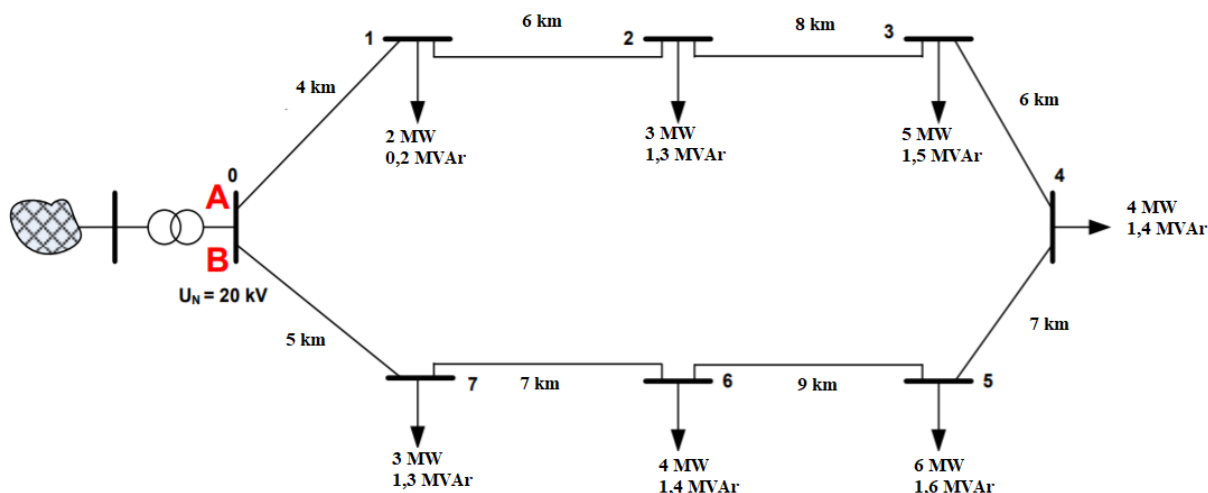 6 km
8 km
1
2
3
4 km
6 km
2 MW
0,2 MVAr
3 MW
1,3 MVAr
5 MW
1,5 MVAr
0
A
B
U_N = 20 kV
4
4 MW
1,4 MVAr
5 km
7 km
7
7 km
6
9 km
5
3 MW
1,3 MVAr
4 MW
1,4 MVAr
6 MW
1,6 MVAr